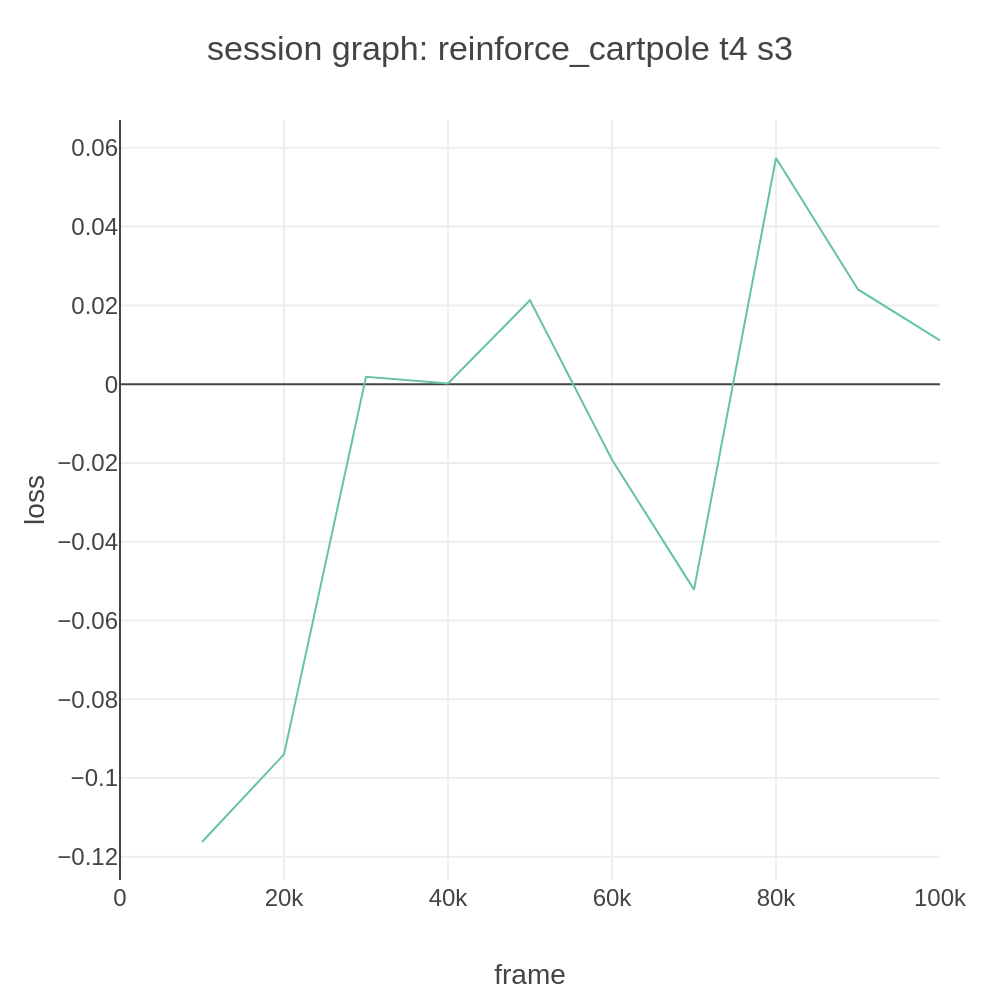 session graph: reinforce_cartpole t4 s3
0.06
0.04
0.02
0
−0.02
−0.04
−0.06
−0.08
−0.1
−0.12
loss
0 20k 40k 60k 80k 100k
frame